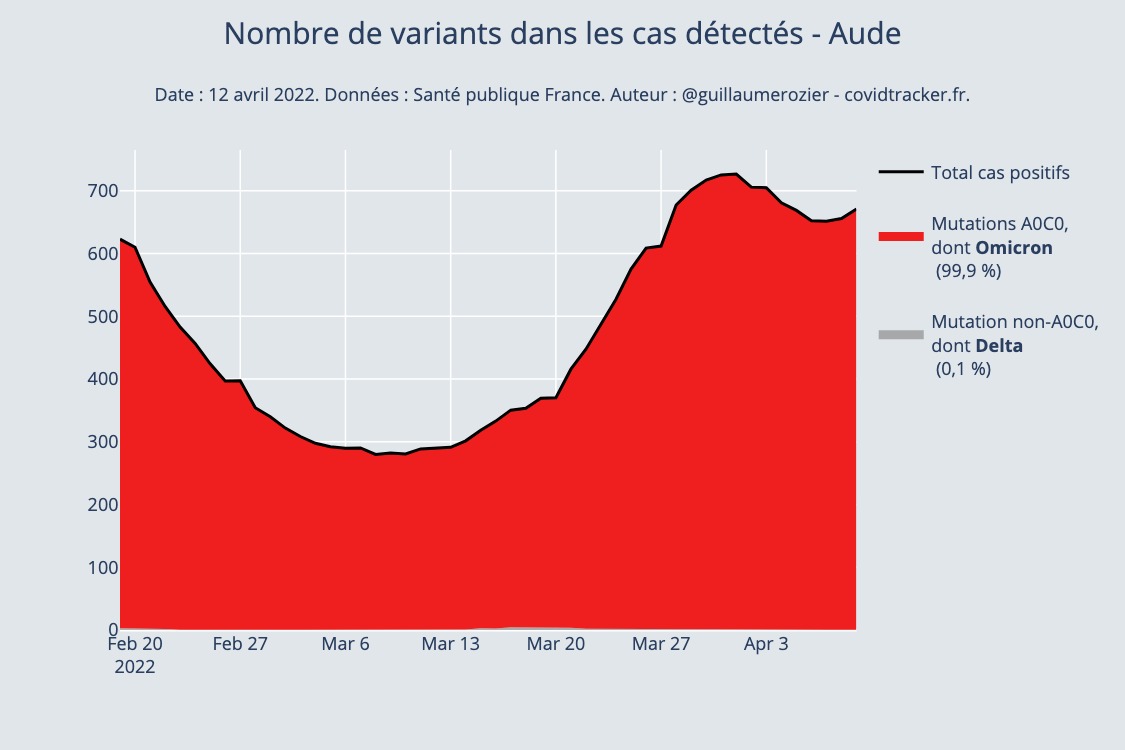 Nombre de variants dans les cas détectés - Aude
Date : 12 avril 2022. Données : Santé publique France. Auteur : @guillaumerozier - covidtracker.fr.
700
600
500
400
300
200
100
0
Feb 20
2022
Feb 27
Mar 6
Mar 13
Mar 20
Mar 27
Apr 3
Total cas positifs
Mutations A0C0,
dont Omicron
(99,9 %)
Mutation non-A0C0,
dont Delta
(0,1 %)